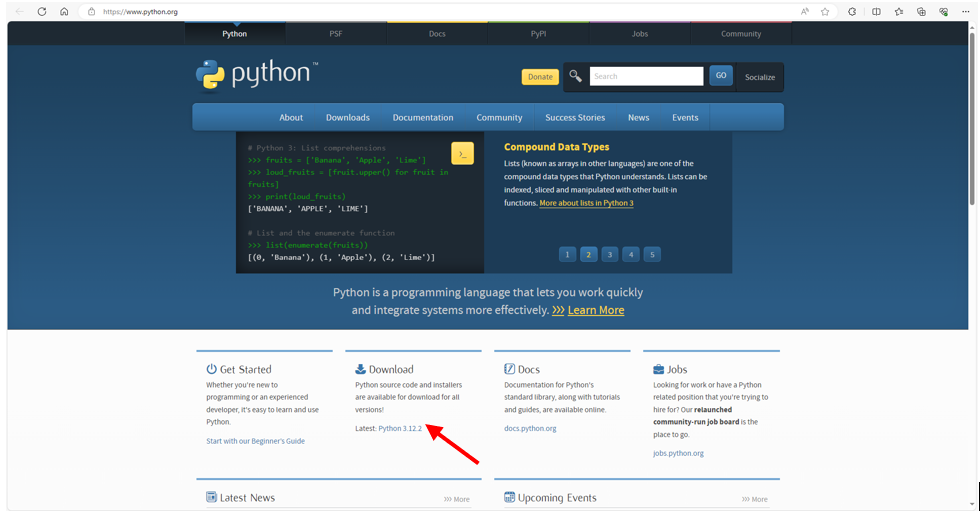 https://www.python.org
Python
PSF
Docs
PyPI
Jobs
Community
python™
Donate
Search
GO
Socialize
About
Downloads
Documentation
Community
Success Stories
News
Events
# Python 3: List comprehensions
>>> fruits = ['Banana', 'Apple', 'Lime']
>>> loud_fruits = [fruit.upper() for fruit in
fruits]
>>> print(loud_fruits)
['BANANA', 'APPLE', 'LIME']
# List and the enumerate function
>>> list(enumerate(fruits))
[(0, 'Banana'), (1, 'Apple'), (2, 'Lime')]
>_
Compound Data Types
Lists (known as arrays in other languages) are one of the
compound data types that Python understands. Lists can be
indexed, sliced and manipulated with other built-in
functions. More about lists in Python 3
1
2
3
4
5
Python is a programming language that lets you work quickly
and integrate systems more effectively. >>> Learn More
Get Started
Whether you're new to
programming or an experienced
developer, it's easy to learn and use
Python.
Start with our Beginner's Guide
Download
Python source code and installers
are available for download for all
versions!
Latest: Python 3.12.2
Docs
Documentation for Python's
standard library, along with tutorials
and guides, are available online.
docs.python.org
Jobs
Looking for work or have a Python
related position that you're trying to
hire for? Our relaunched
community-run job board is the
place to go.
jobs.python.org
Latest News
>>> More
Upcoming Events
>>> More